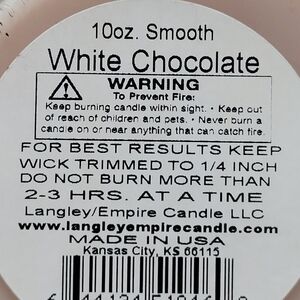 10oz. Smooth
White Chocolate
WARNING
To Prevent Fire:
Keep burning candle within sight. • Keep out
of reach of children and pets. • Never burn a
candle on or near anything that can catch fire.
FOR BEST RESULTS KEEP
WICK TRIMMED TO 1/4 INCH
DO NOT BURN MORE THAN
2-3 HRS. AT A TIME
Langley/Empire Candle LLC
www.langleyempirecandle.com
MADE IN USA
Kansas City, KS 66115